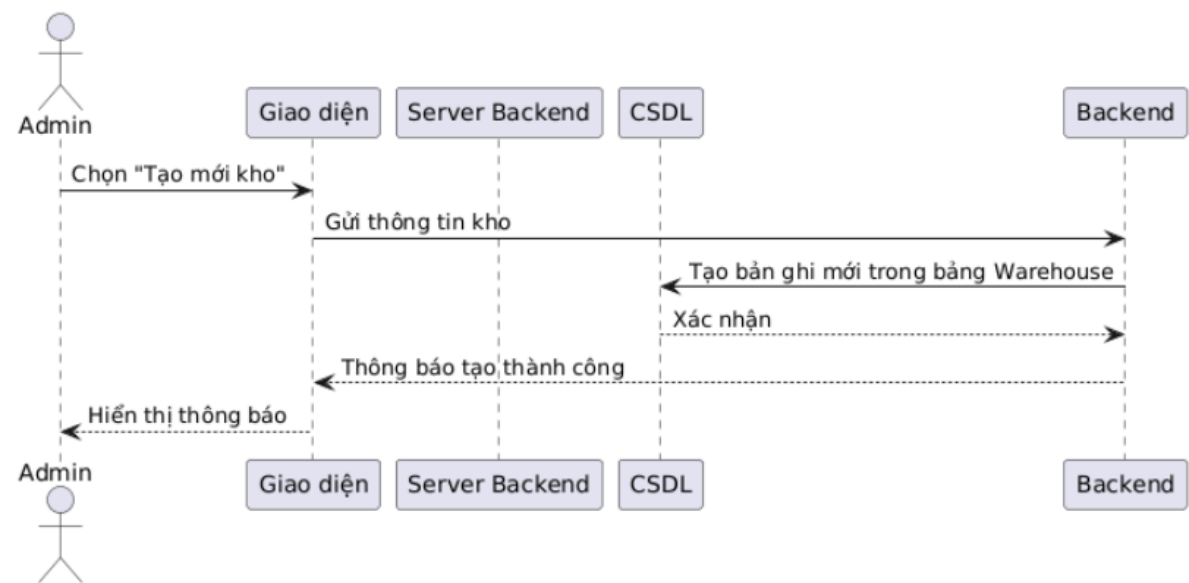 Admin
Giao diện
Server Backend
CSDL
Backend
Chọn "Tạo mới kho"
Gửi thông tin kho
Tạo bản ghi mới trong bảng Warehouse
Xác nhận
Thông báo tạo thành công
Hiển thị thông báo
Admin
Giao diện
Server Backend
CSDL
Backend